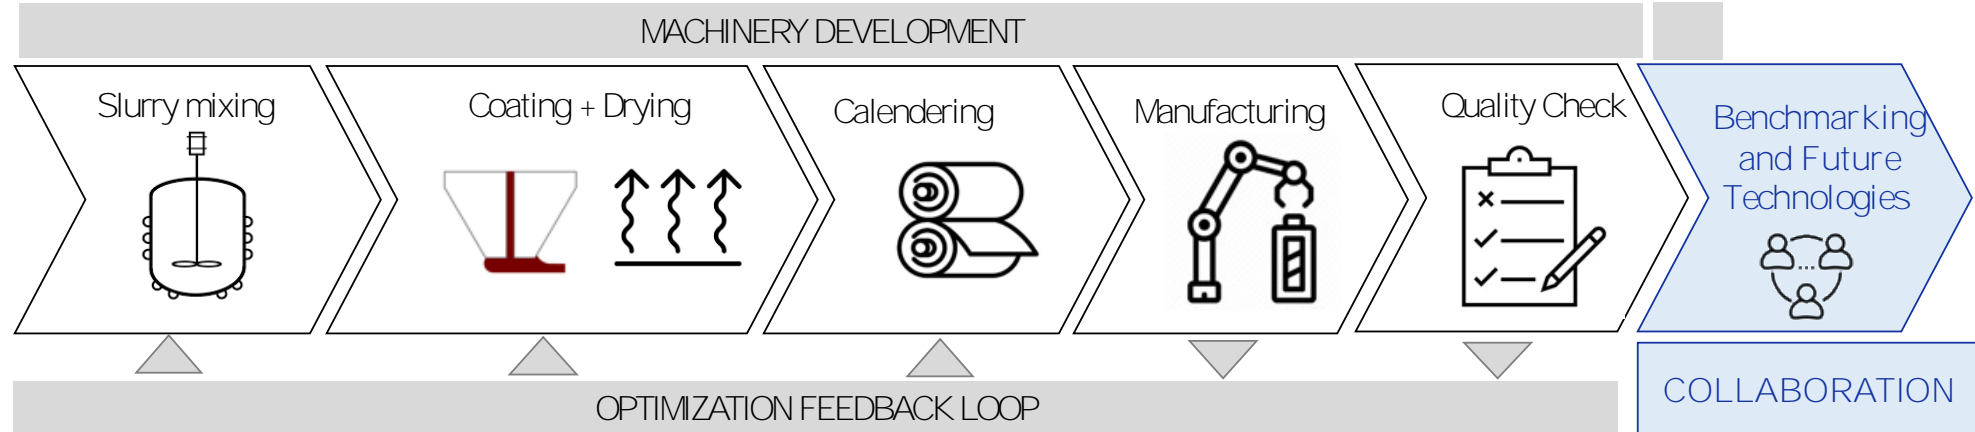 MACHINERY DEVELOPMENT
Slurry mixing
Coating + Drying
Calendering
Manufacturing
Quality Check
Benchmarking
and Future
Technologies
...
OPTIMIZATION FEEDBACK LOOP
COLLABORATION